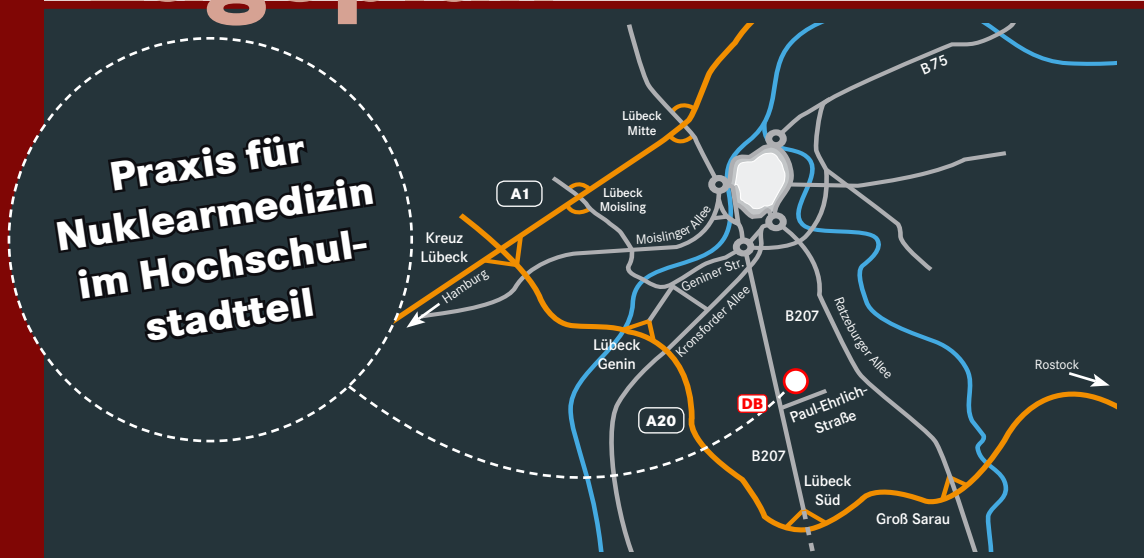 Praxis für
Nuklearmedizin
im Hochschul-
stadtteil
B75
Lübeck
Mitte
A1
Lübeck
Moisling
Moislinger Allee
Kreuz
Lübeck
Hamburg
Geniner Str.
Kronsforder Allee
B207
Ratzeburger Allee
Lübeck
Genin
Rostock
DB
Paul-Ehrlich-
Straße
A20
B207
Lübeck
Süd
Groß Sarau